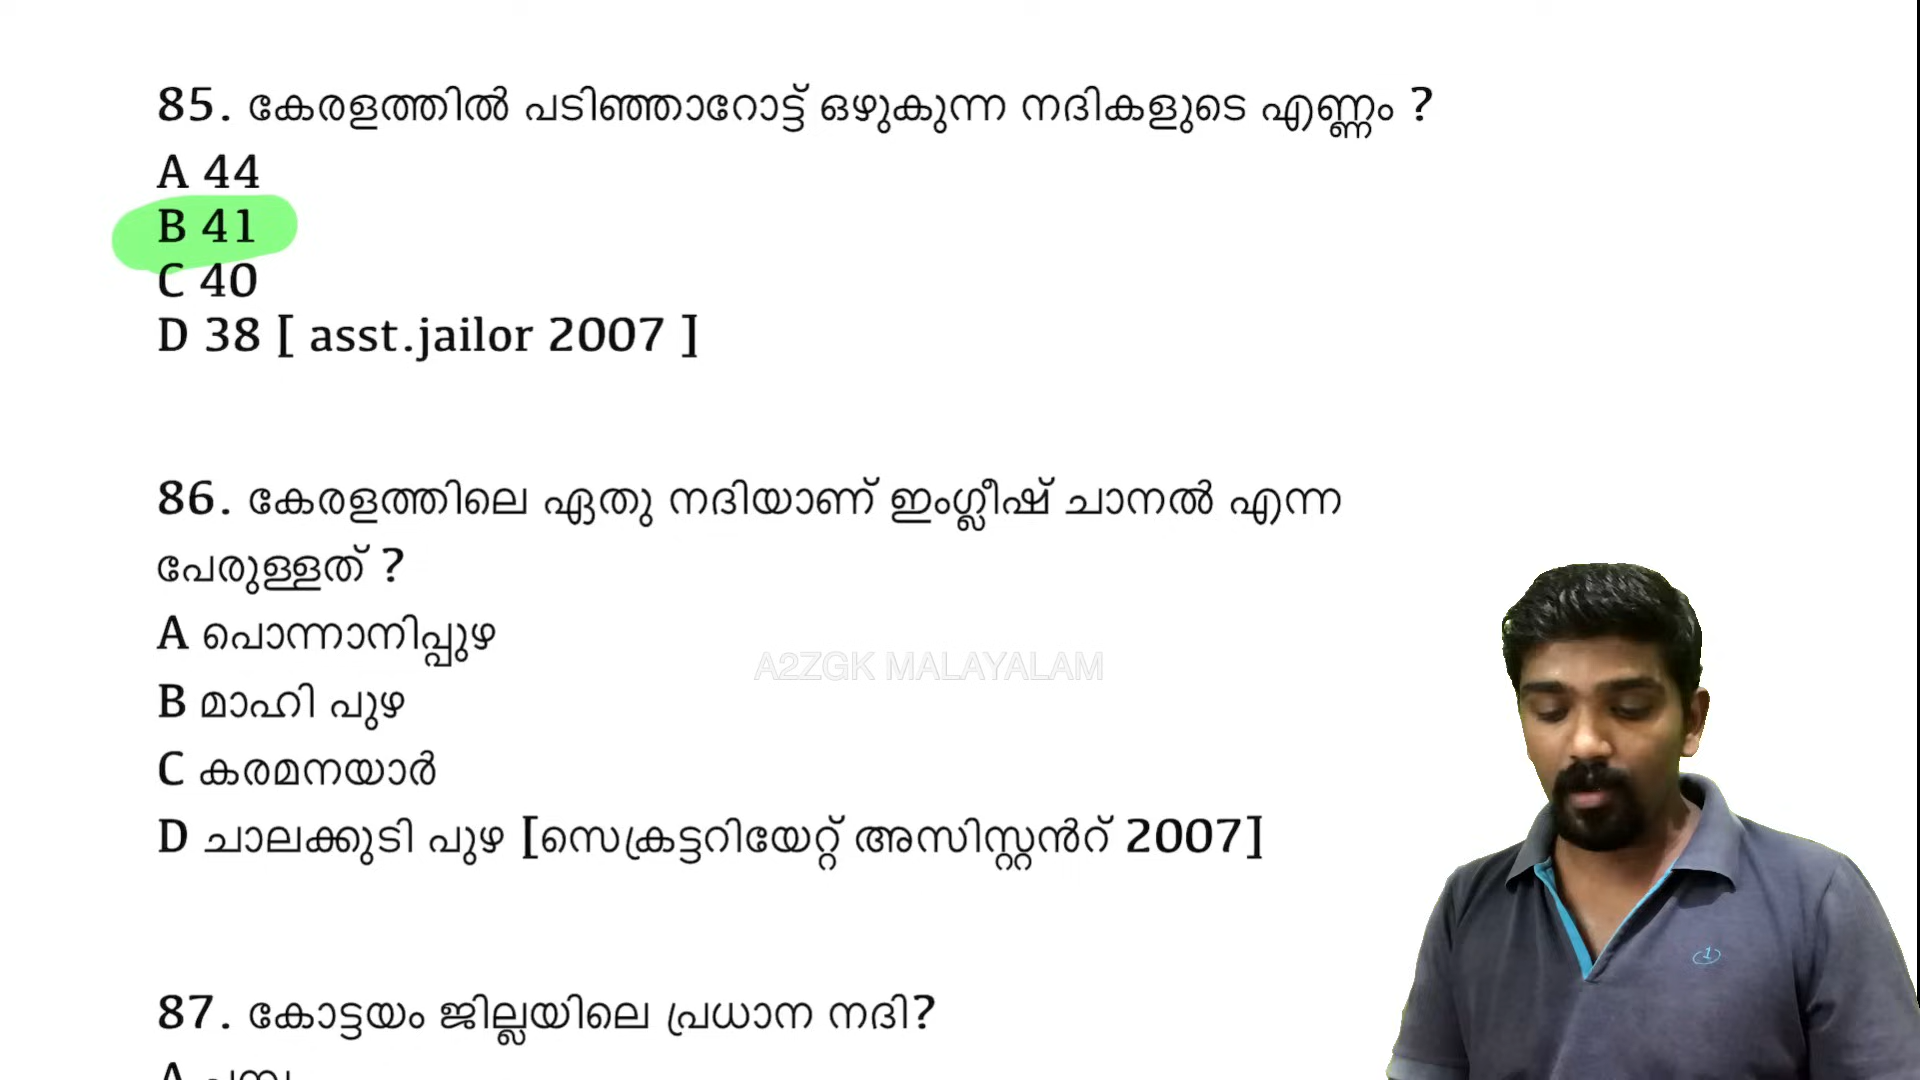 85. കേരളത്തിൽ പടിഞ്ഞാറോട്ട് ഒഴുകുന്ന നദികളുടെ എണ്ണം ?
A 44
B 41
C 40
D 38 [ asst.jailor 2007 ]
86. കേരളത്തിലെ ഏതു നദിയാണ് ഇംഗ്ലീഷ് ചാനൽ എന്ന
പേരുള്ളത് ?
A പൊന്നാനിപ്പുഴ
B മാഹി പുഴ
C കരമനയാർ
D ചാലക്കുടി പുഴ [സെക്രട്ടറിയേറ്റ് അസിസ്റ്റൻറ് 2007]
A2ZGK MALAYALAM
87. കോട്ടയം ജില്ലയിലെ പ്രധാന നദി?
A